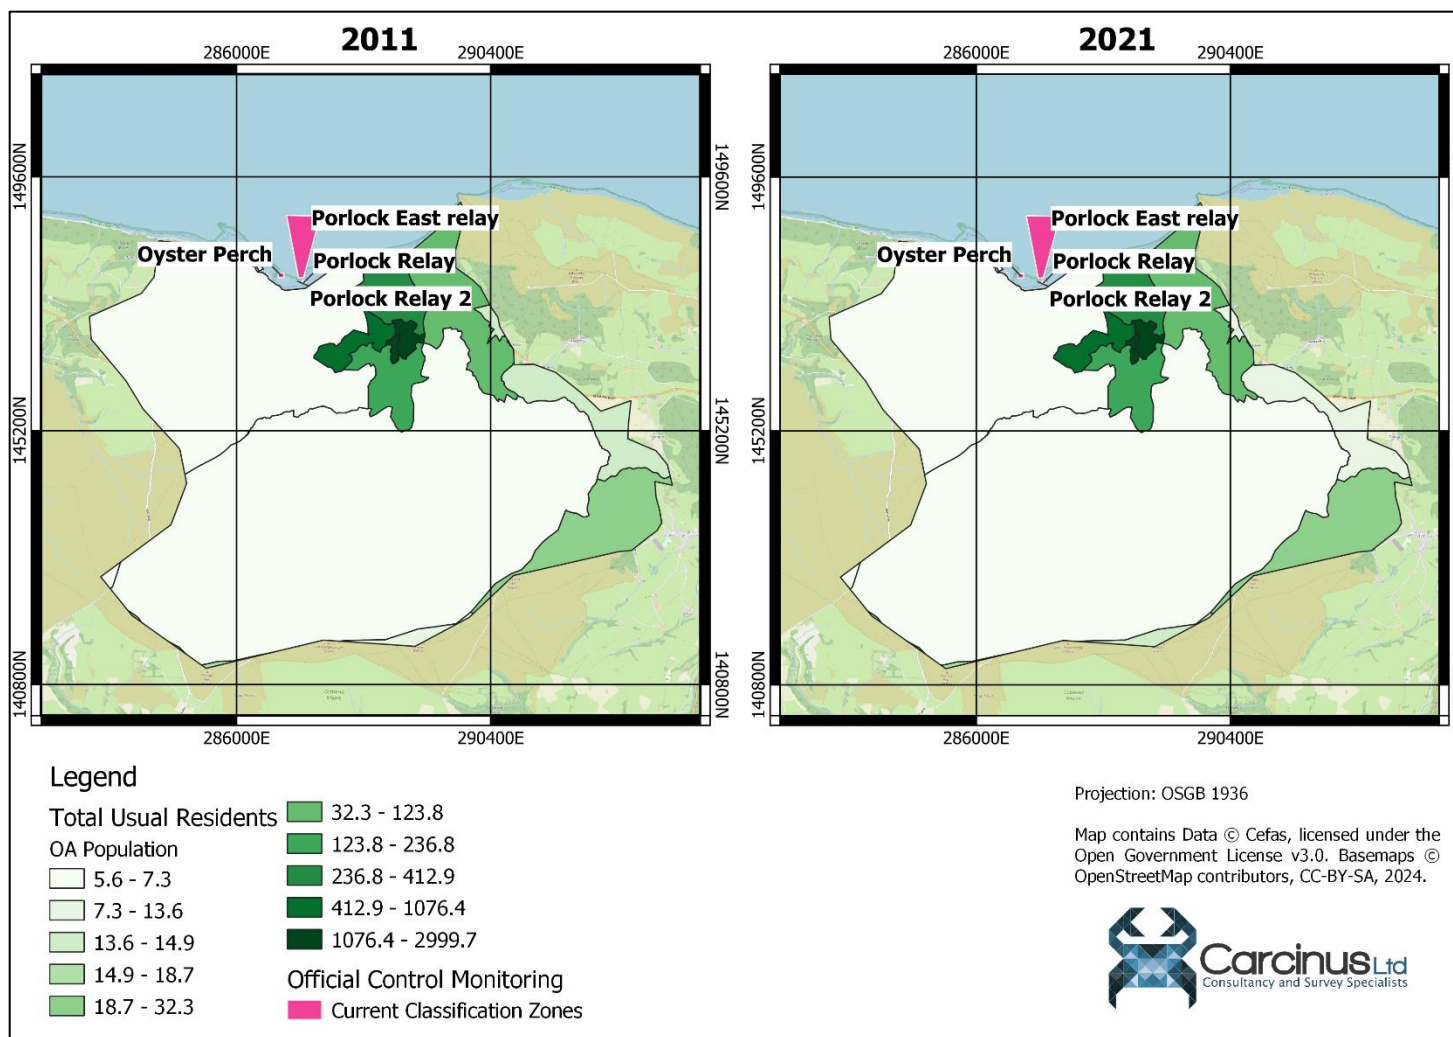 2011
286000E
290400E
149600N
149600N
Porlock East relay
Oyster Perch
Porlock Relay
Porlock Relay 2
145200N
145200N
140800N
140800N
286000E
290400E
2021
286000E
290400E
149600N
Porlock East relay
Oyster Perch
Porlock Relay
Porlock Relay 2
145200N
140800N
286000E
290400E
Legend
Total Usual Residents
OA Population
5.6 - 7.3
7.3 - 13.6
13.6 - 14.9
14.9 - 18.7
18.7 - 32.3
32.3 - 123.8
123.8 - 236.8
236.8 - 412.9
412.9 - 1076.4
1076.4 - 2999.7
Official Control Monitoring
Current Classification Zones
Projection: OSGB 1936
Map contains Data © Cefas, licensed under the
Open Government License v3.0. Basemaps ©
OpenStreetMap contributors, CC-BY-SA, 2024.
Carcinus Ltd
Consultancy and Survey Specialists